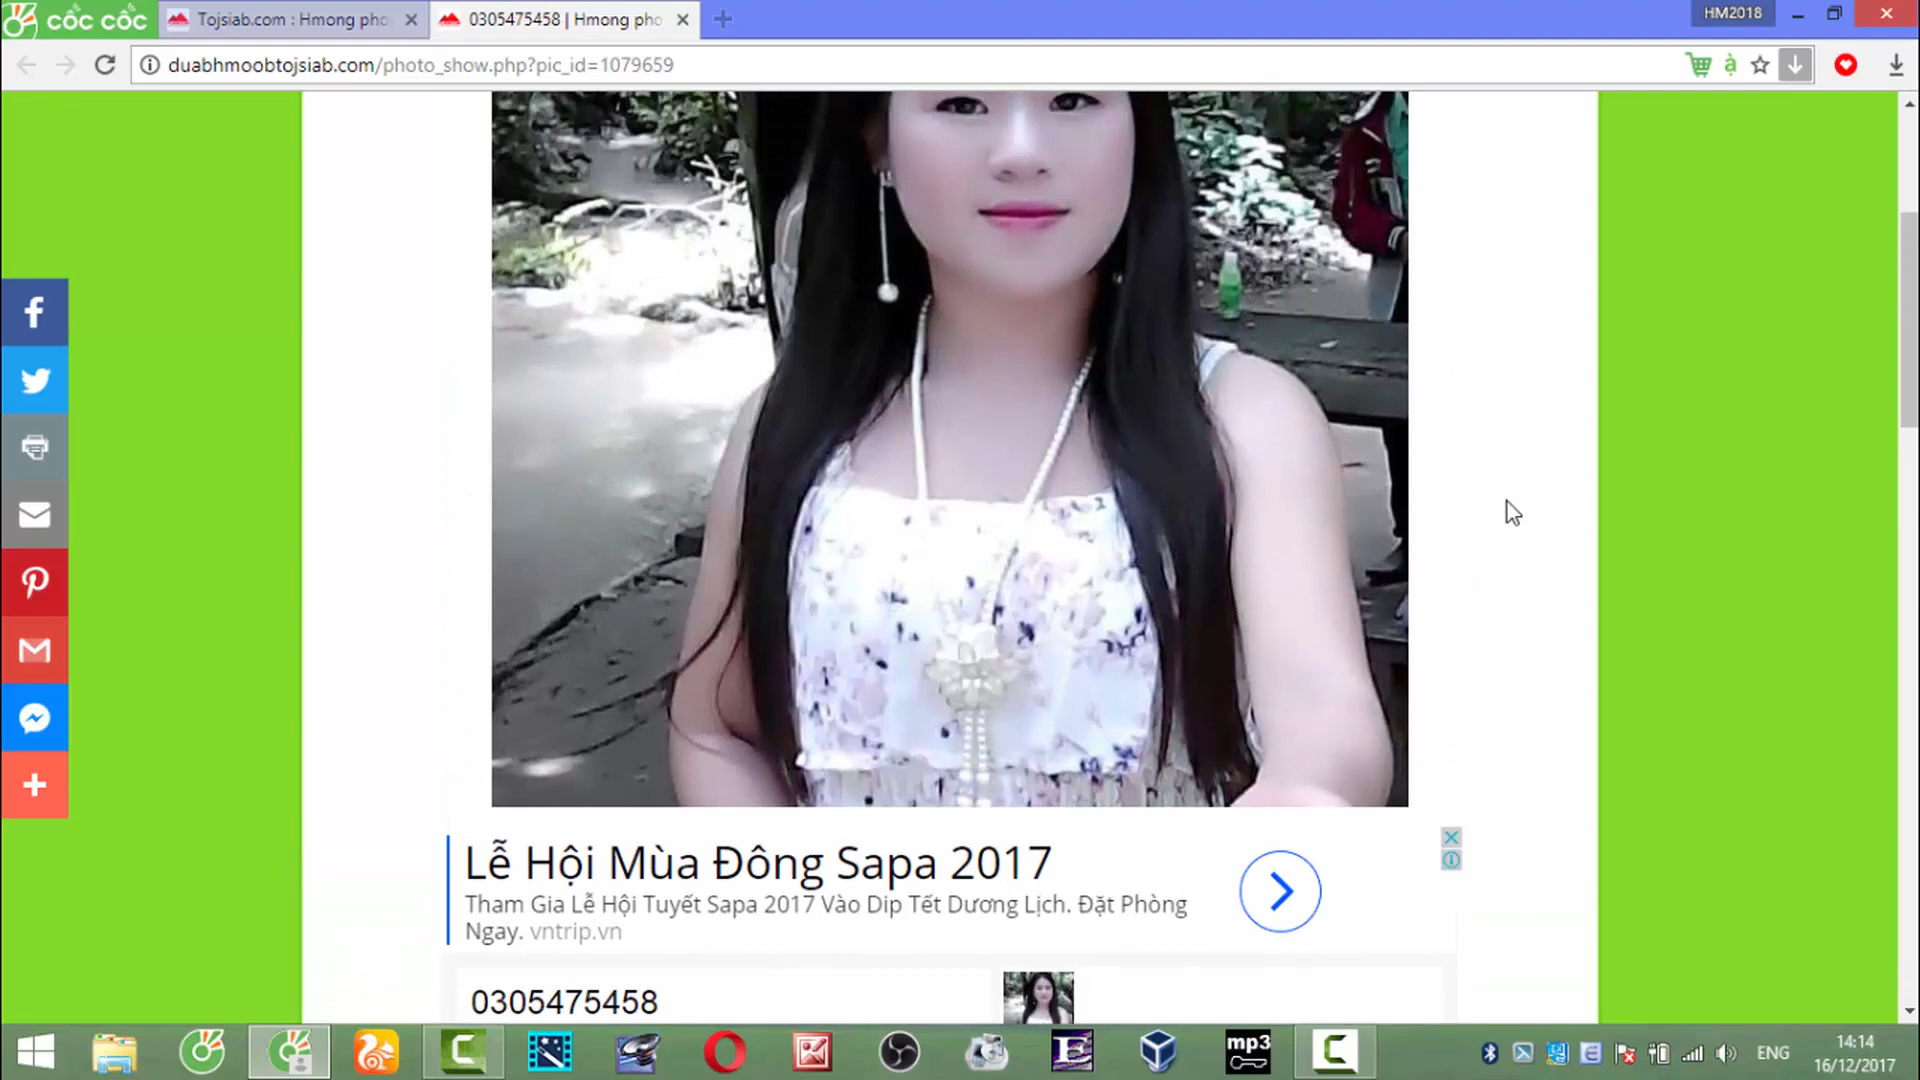 cốc cốc
Tojsiab.com : Hmong pho
0305475458 | Hmong pho
HM2018
duabhmoobtojsiab.com/photo_show.php?pic_id=1079659
Lễ Hội Mùa Đông Sapa 2017
Tham Gia Lễ Hội Tuyết Sapa 2017 Vào Dip Tết Dương Lịch. Đặt Phòng
Ngay. vntrip.vn
0305475458
mp3
ENG
14:14
16/12/2017